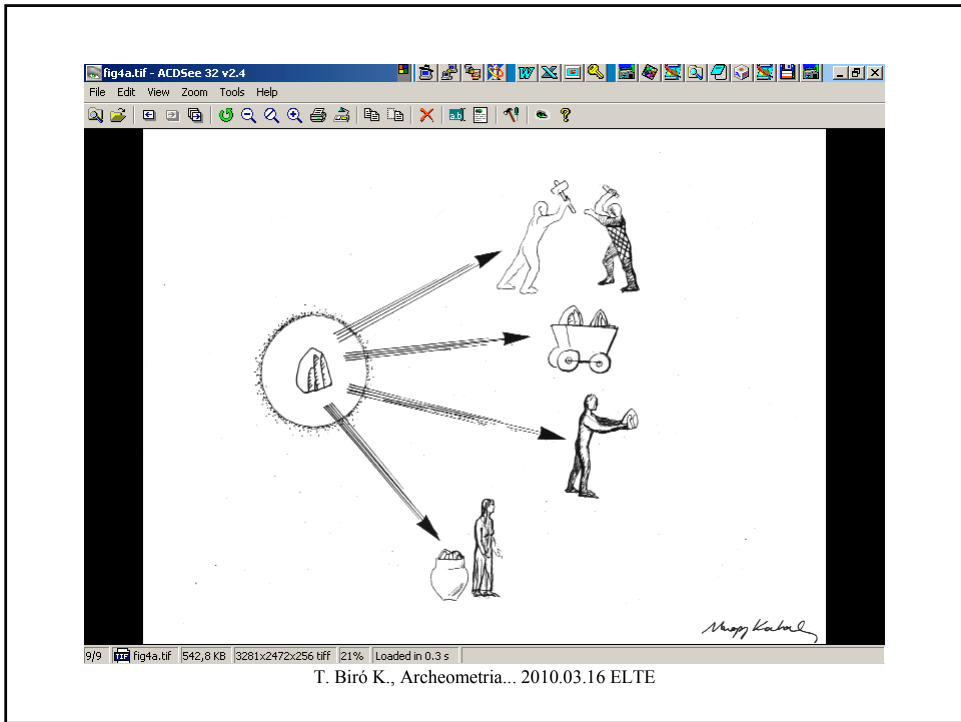 fig4a.tif - ACDSee 32 v2.4
File Edit View Zoom Tools Help
9/9 fig4a.tif 542,8 KB 3281x2472x256 tiff 21% Loaded in 0.3 s
T. Biró K., Archeometria... 2010.03.16 ELTE